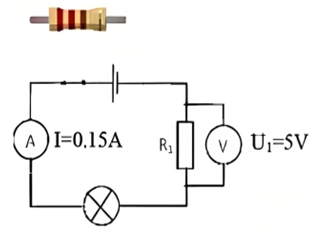 A I=0.15A R₁ V U₁=5V